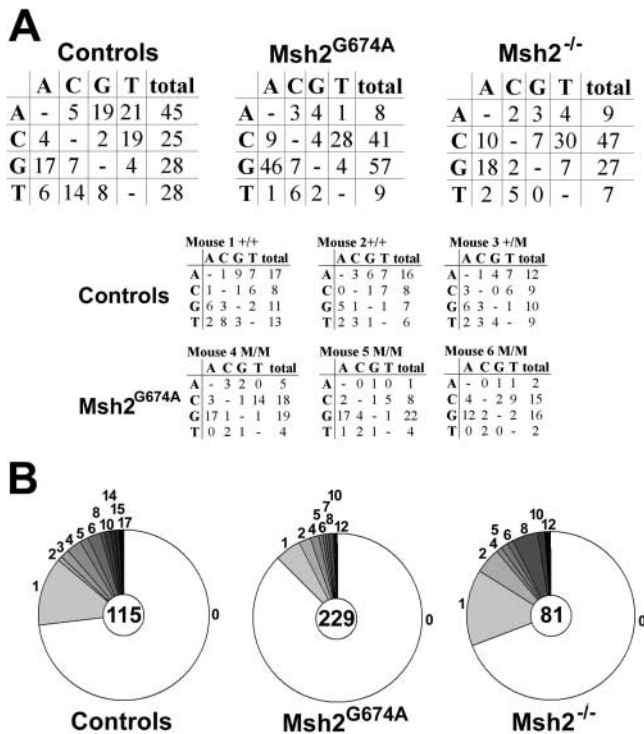 A
Controls
A C G T total
A - 5 19 21 45
C 4 - 2 19 25
G 17 7 - 4 28
T 6 14 8 - 28
Msh2G674A
A C G T total
A - 3 4 1 8
C 9 - 4 28 41
G 46 7 - 4 57
T 1 6 2 - 9
Msh2-/-
A C G T total
A - 2 3 4 9
C 10 - 7 30 47
G 18 2 - 7 27
T 2 5 0 - 7
Controls
Mouse 1 +/+
A C G T total
A - 1 9 7 17
C 1 - 1 6 8
G 6 3 - 2 11
T 2 8 3 - 13
Mouse 2+/+
A C G T total
A - 3 6 7 16
C 0 - 1 7 8
G 5 1 - 1 7
T 2 3 1 - 6
Mouse 3 +/M
A C G T total
A - 1 4 7 12
C 3 - 0 6 9
G 6 3 - 1 10
T 2 3 4 - 9
Msh2G674A
Mouse 4 M/M
A C G T total
A - 3 2 0 5
C 3 - 1 14 18
G 17 1 - 1 19
T 0 2 1 - 4
Mouse 5 M/M
A C G T total
A - 0 1 0 1
C 2 - 1 5 8
G 17 4 - 1 22
T 1 2 1 - 4
Mouse 6 M/M
A C G T total
A - 0 1 1 2
C 4 - 2 9 15
G 12 2 - 2 16
T 0 2 0 - 2
B
1 2 3 4 5 6 8 10 14 15 17 0
115
Controls
1 2 4 5 6 7 8 10 12 0
229
Msh2G674A
1 2 4 5 6 8 10 12 0
81
Msh2-/-